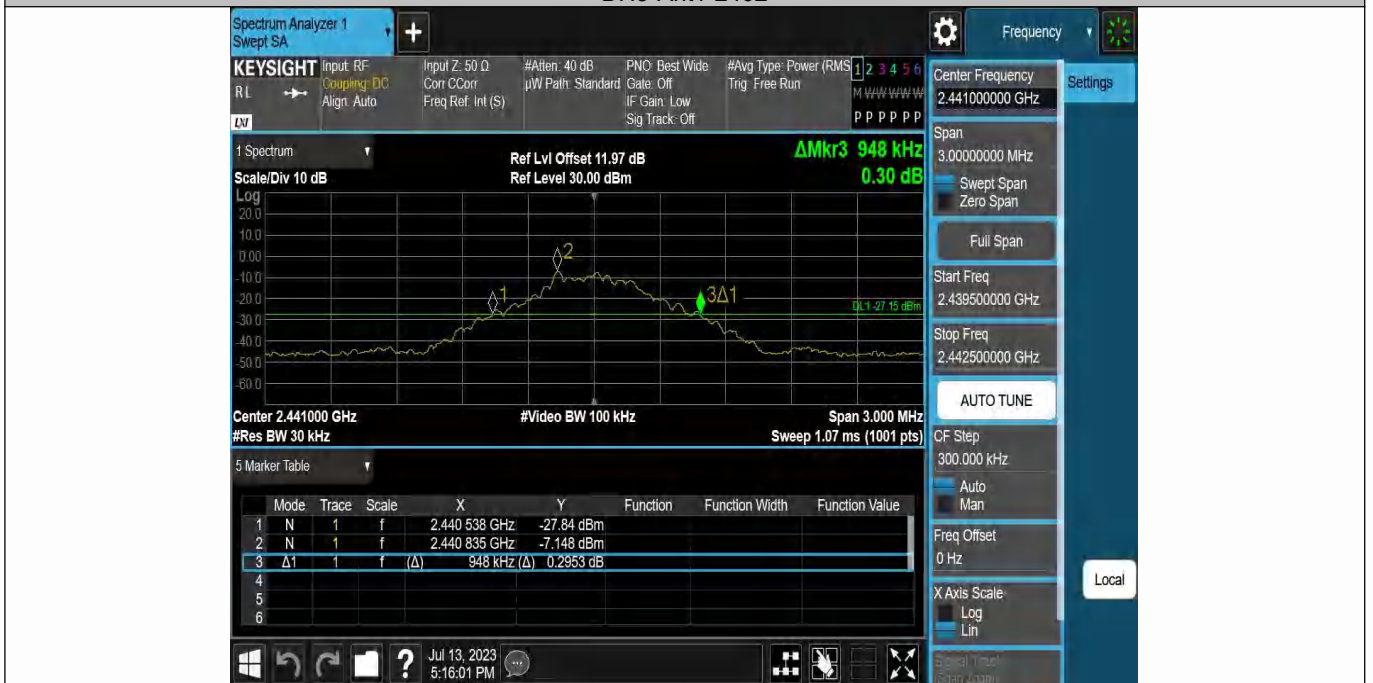 Spectrum Analyzer 1
Swept SA
+
Frequency
KEYSIGHT
RL
LXI
Input: RF
Coupling: DC
Align: Auto
Input Z: 50 Ω
Corr CCorr
Freq Ref: Int (S)
#Atten: 40 dB
µW Path: Standard
PNO: Best Wide
Gate: Off
IF Gain: Low
Sig Track: Off
#Avg Type: Power (RMS
Trig: Free Run
1 2 3 4 5 6
M W W W W W
P P P P P P
1 Spectrum
Scale/Div 10 dB
Ref Lvl Offset 11.97 dB
Ref Level 30.00 dBm
ΔMkr3 948 kHz
0.30 dB
Log
20.0
10.0
0.00
-10.0
-20.0
-30.0
-40.0
-50.0
-60.0
1
2
3Δ1
DL1 -27.15 dBm
Center 2.441000 GHz
#Video BW 100 kHz
Span 3.000 MHz
#Res BW 30 kHz
Sweep 1.07 ms (1001 pts)
5 Marker Table
Mode Trace Scale X Y Function Function Width Function Value
1 N 1 f 2.440 538 GHz -27.84 dBm
2 N 1 f 2.440 835 GHz -7.148 dBm
3 Δ1 1 f (Δ) 948 kHz (Δ) 0.2953 dB
4
5
6
?
Jul 13, 2023
5:16:01 PM
Center Frequency
2.441000000 GHz
Settings
Span
3.00000000 MHz
Swept Span
Zero Span
Full Span
Start Freq
2.439500000 GHz
Stop Freq
2.442500000 GHz
AUTO TUNE
CF Step
300.000 kHz
Auto
Man
Freq Offset
0 Hz
X Axis Scale
Log
Lin
Local
Signal Track
(Span Zoom)